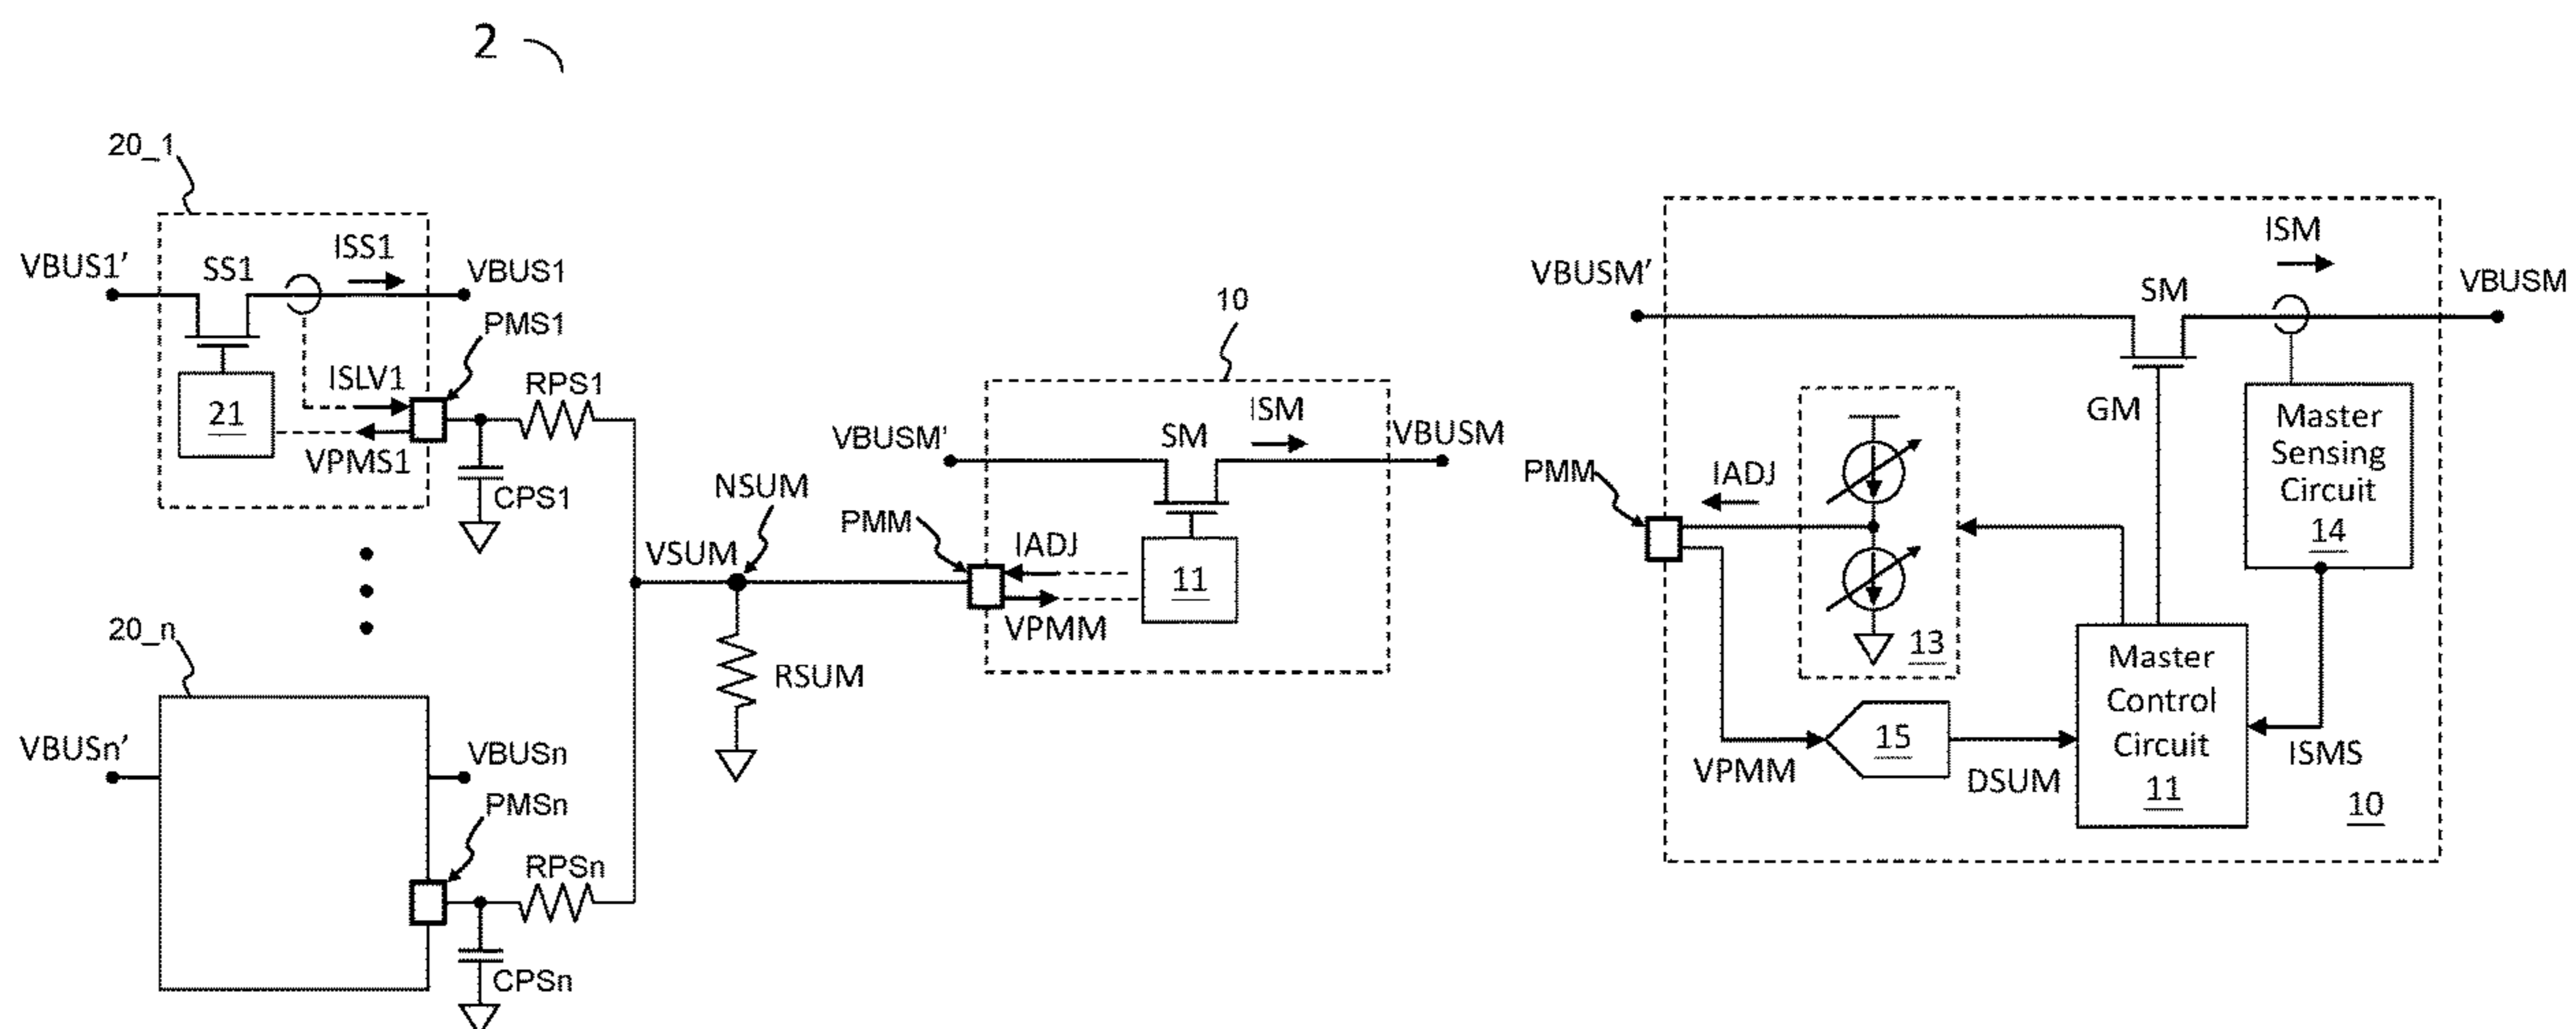 2
20_1
VBUS1'
SS1
ISS1
VBUS1
PMS1
21
ISLV1
VPMS1
RPS1
CPS1
20_n
VBUSn'
VBUSn
PMSn
RPSn
CPSn
VSUM
NSUM
RSUM
10
VBUSM'
SM
ISM
VBUSM
PMM
IADJ
VPMM
11
VBUSM'
SM
ISM
VBUSM
GM
Master
Sensing
Circuit
14
PMM
IADJ
13
VPMM
15
DSUM
Master
Control
Circuit
11
ISMS
10